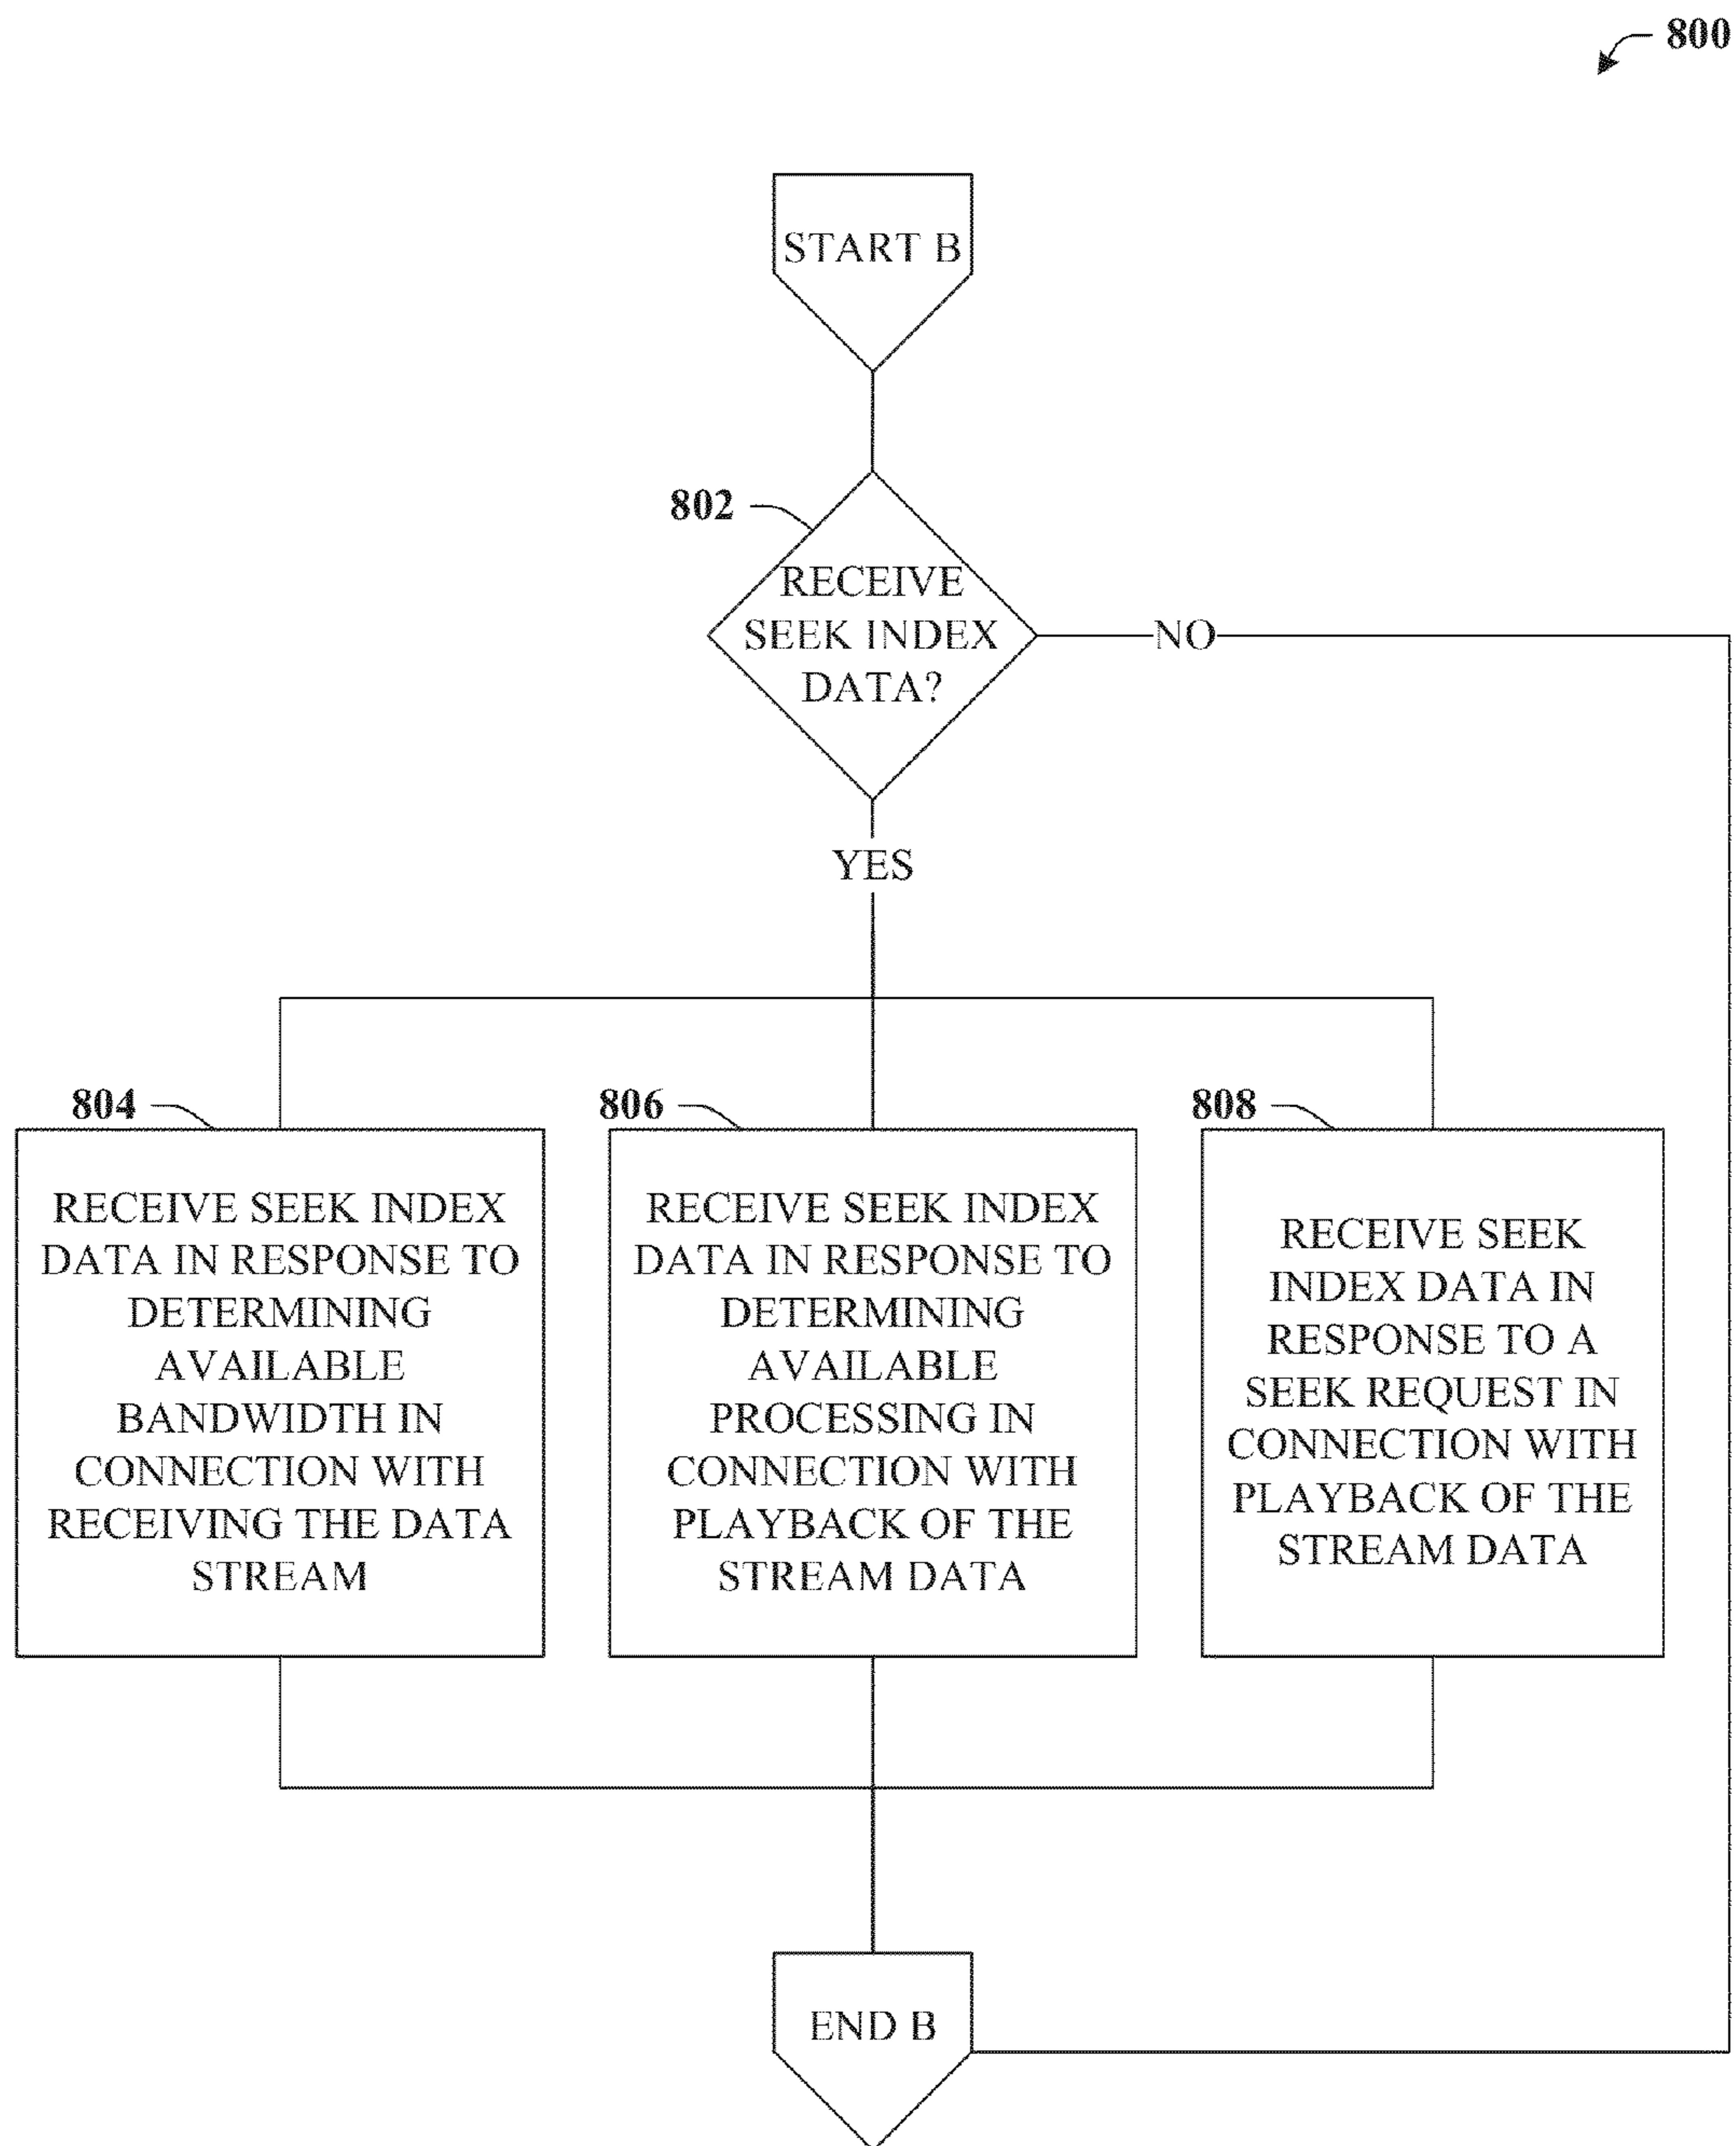 800
START B
802
RECEIVE
SEEK INDEX
DATA?
NO
YES
804
RECEIVE SEEK INDEX
DATA IN RESPONSE TO
DETERMINING
AVAILABLE
BANDWIDTH IN
CONNECTION WITH
RECEIVING THE DATA
STREAM
806
RECEIVE SEEK INDEX
DATA IN RESPONSE TO
DETERMINING
AVAILABLE
PROCESSING IN
CONNECTION WITH
PLAYBACK OF THE
STREAM DATA
808
RECEIVE SEEK
INDEX DATA IN
RESPONSE TO A
SEEK REQUEST IN
CONNECTION WITH
PLAYBACK OF THE
STREAM DATA
END B